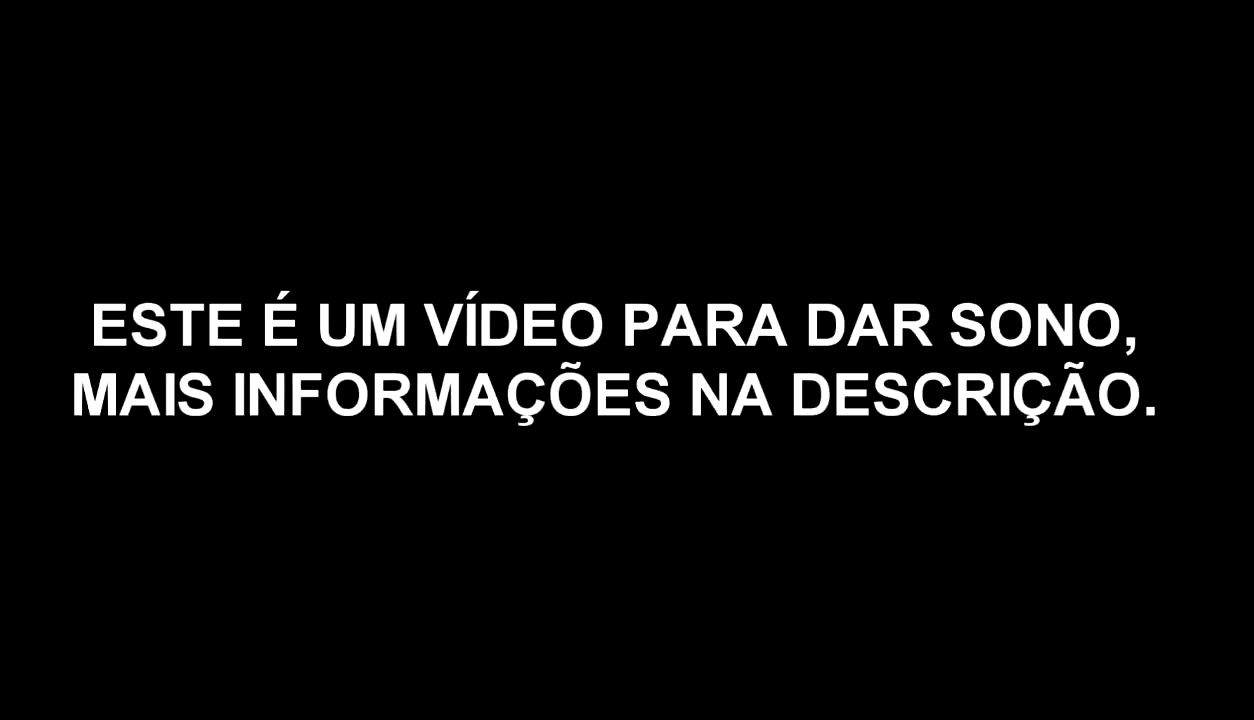 ESTE É UM VÍDEO PARA DAR SONO,
MAIS INFORMAÇÕES NA DESCRIÇÃO.